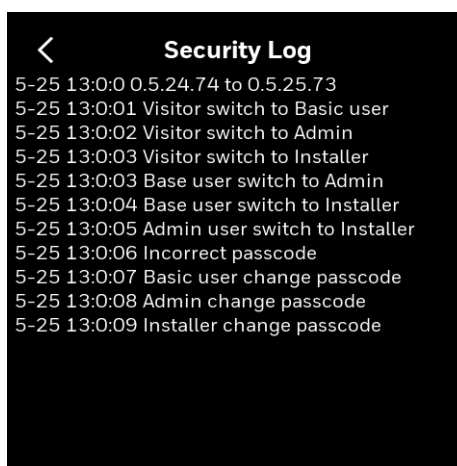 Security Log
5-25 13:0:0 0.5.24.74 to 0.5.25.73
5-25 13:0:01 Visitor switch to Basic user
5-25 13:0:02 Visitor switch to Admin
5-25 13:0:03 Visitor switch to Installer
5-25 13:0:03 Base user switch to Admin
5-25 13:0:04 Base user switch to Installer
5-25 13:0:05 Admin user switch to Installer
5-25 13:0:06 Incorrect passcode
5-25 13:0:07 Basic user change passcode
5-25 13:0:08 Admin change passcode
5-25 13:0:09 Installer change passcode